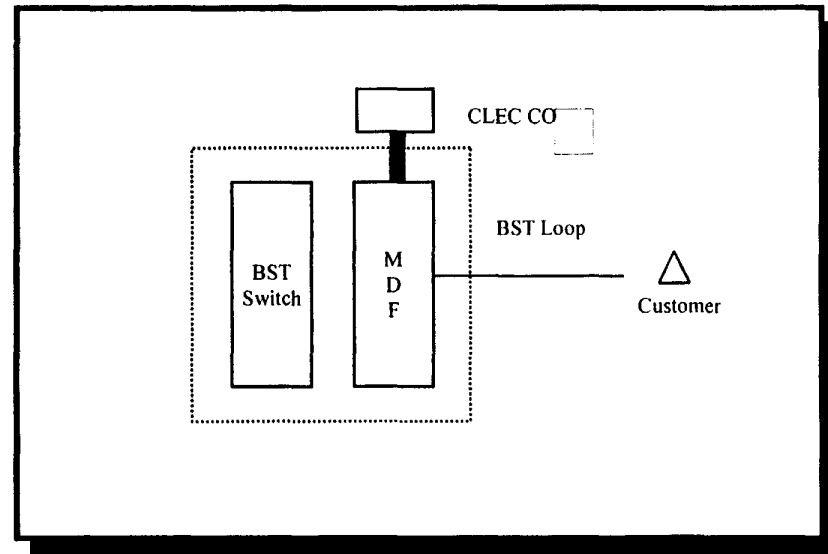 CLEC CO
BST Loop
M
D
F
BST
Switch
Customer